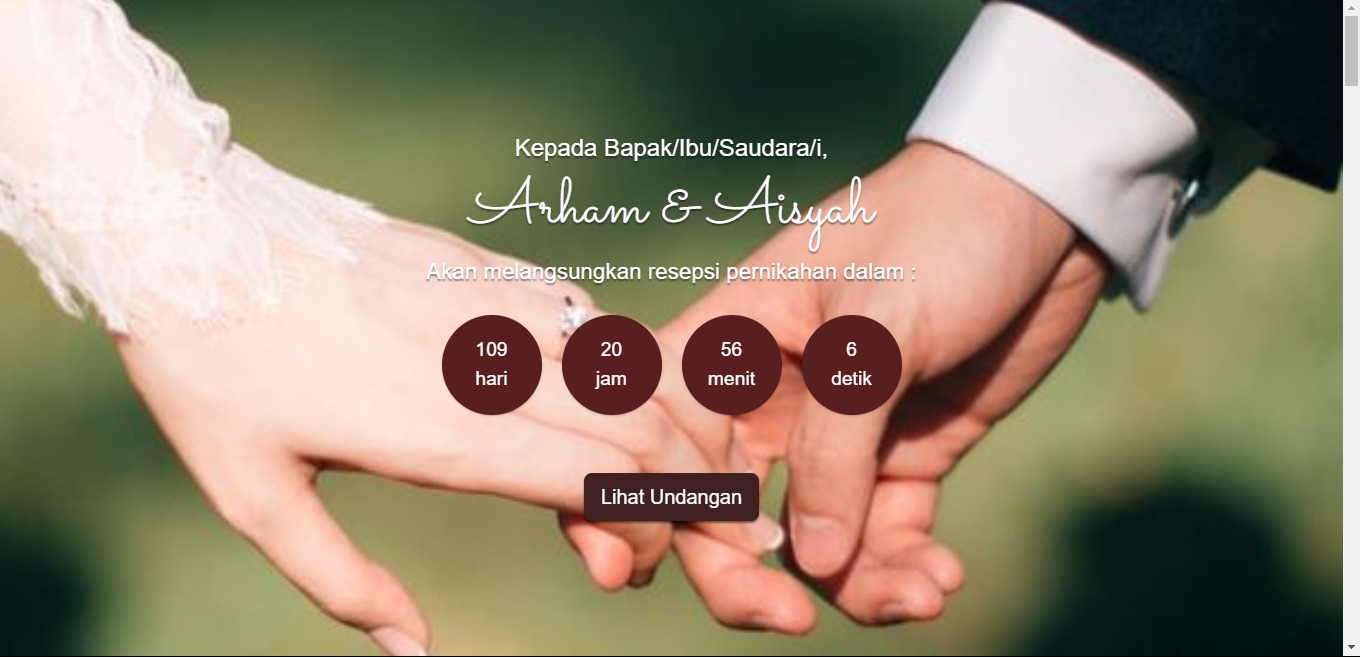 Kepada Bapak/Ibu/Saudara/i,
Arham & Aisyah
Akan melangsungkan resepsi pernikahan dalam :
109 hari
20 jam
56 menit
6 detik
Lihat Undangan